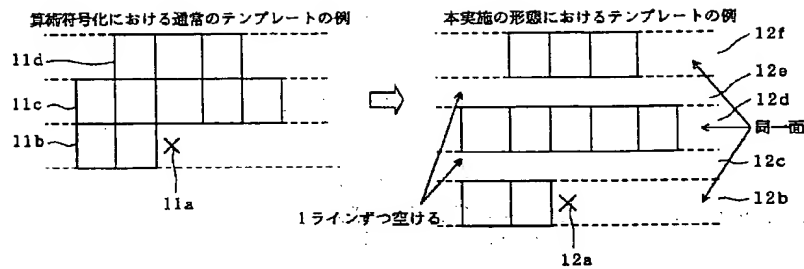 算術符号化における通常のテンプレートの例
本実施の形態におけるテンプレートの例
11d
11c
11b
11a
12f
12e
12d
同一面
12c
12b
1ラインずつ空ける
12a